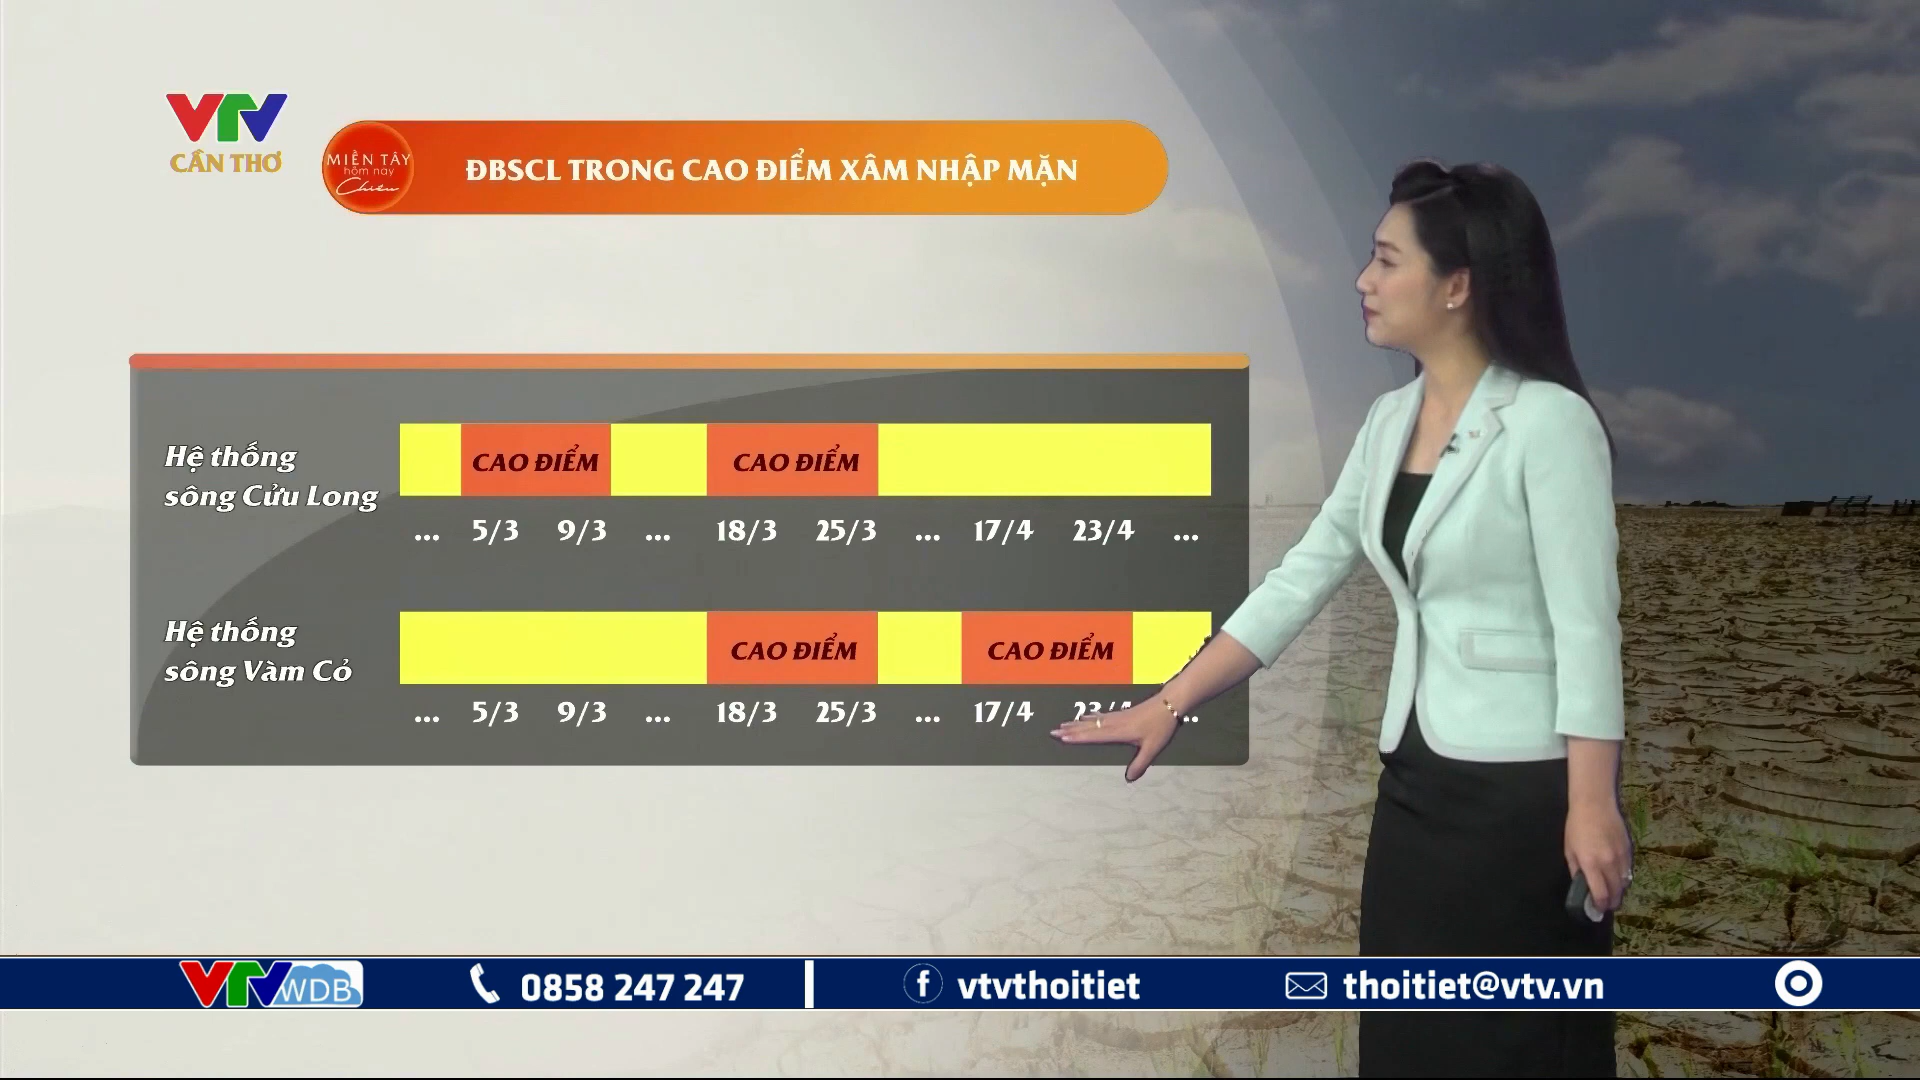 VTV
CẦN THƠ
MIỀN TÂY
hôm nay
Chiều
ĐBSCL TRONG CAO ĐIỂM XÂM NHẬP MẶN
Hệ thống
sông Cửu Long
CAO ĐIỂM CAO ĐIỂM
... 5/3 9/3 ... 18/3 25/3 ... 17/4 23/4 ...
Hệ thống
sông Vàm Cỏ
CAO ĐIỂM CAO ĐIỂM
... 5/3 9/3 ... 18/3 25/3 ... 17/4 23/4 ...
VTV WDB 0858 247 247 vtvthoitiet thoitiet@vtv.vn